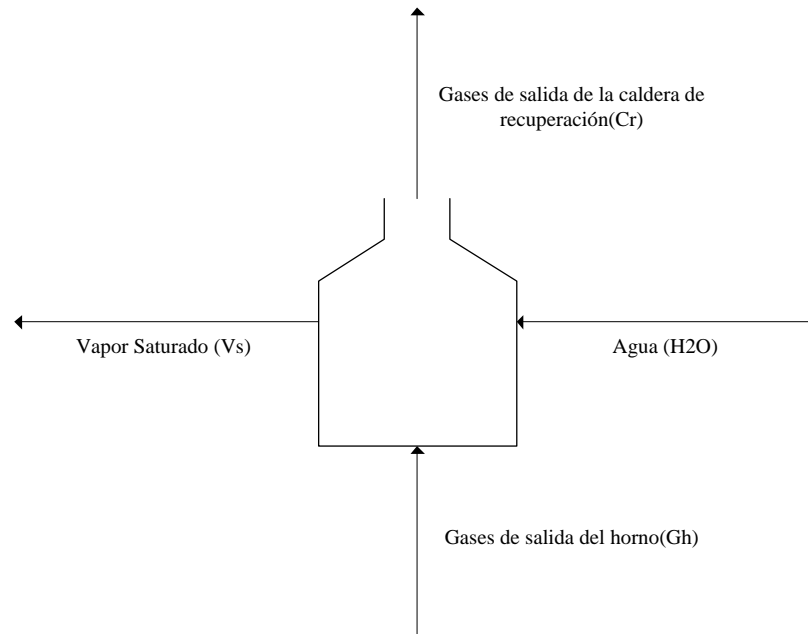 Gases de salida de la caldera de
recuperación(Cr)
Vapor Saturado (Vs)
Agua (H2O)
Gases de salida del horno(Gh)